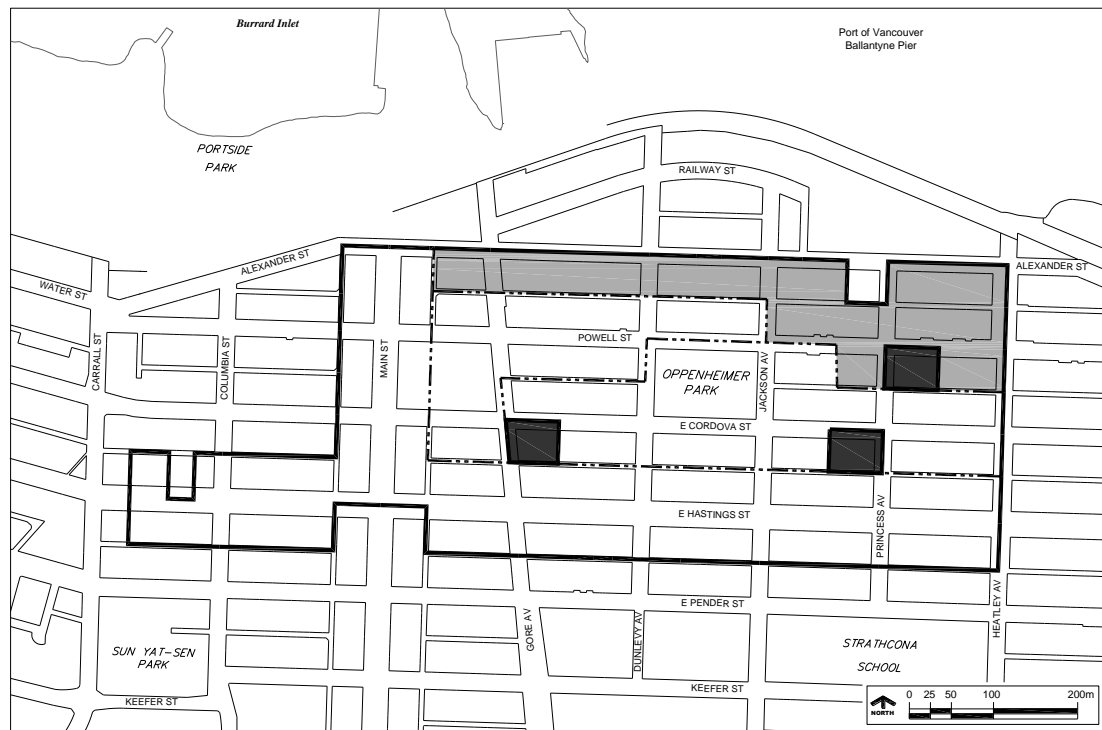 Burrard Inlet
Port of Vancouver
Ballantyne Pier
PORTSIDE
PARK
RAILWAY ST
ALEXANDER ST
ALEXANDER ST
WATER ST
CARRALL ST
COLUMBIA ST
MAIN ST
POWELL ST
OPPENHEIMER
PARK
JACKSON AV
E CORDOVA ST
E HASTINGS ST
PRINCESS AV
E PENDER ST
GORE AV
DUNLEVY AV
HEATLEY AV
SUN YAT-SEN
PARK
STRATHCONA
SCHOOL
KEEFER ST
KEEFER ST
NORTH
0 25 50 100 200m